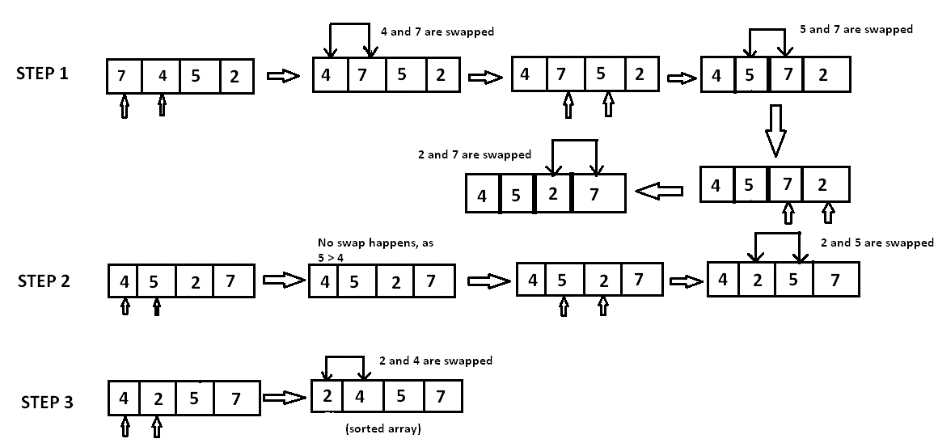 4 and 7 are swapped
5 and 7 are swapped
STEP 1
7 4 5 2
4 7 5 2
4 7 5 2
4 5 7 2
2 and 7 are swapped
4 5 2 7
4 5 7 2
No swap happens, as
5 > 4
2 and 5 are swapped
STEP 2
4 5 2 7
4 5 2 7
4 5 2 7
4 2 5 7
2 and 4 are swapped
STEP 3
4 2 5 7
2 4 5 7
(sorted array)